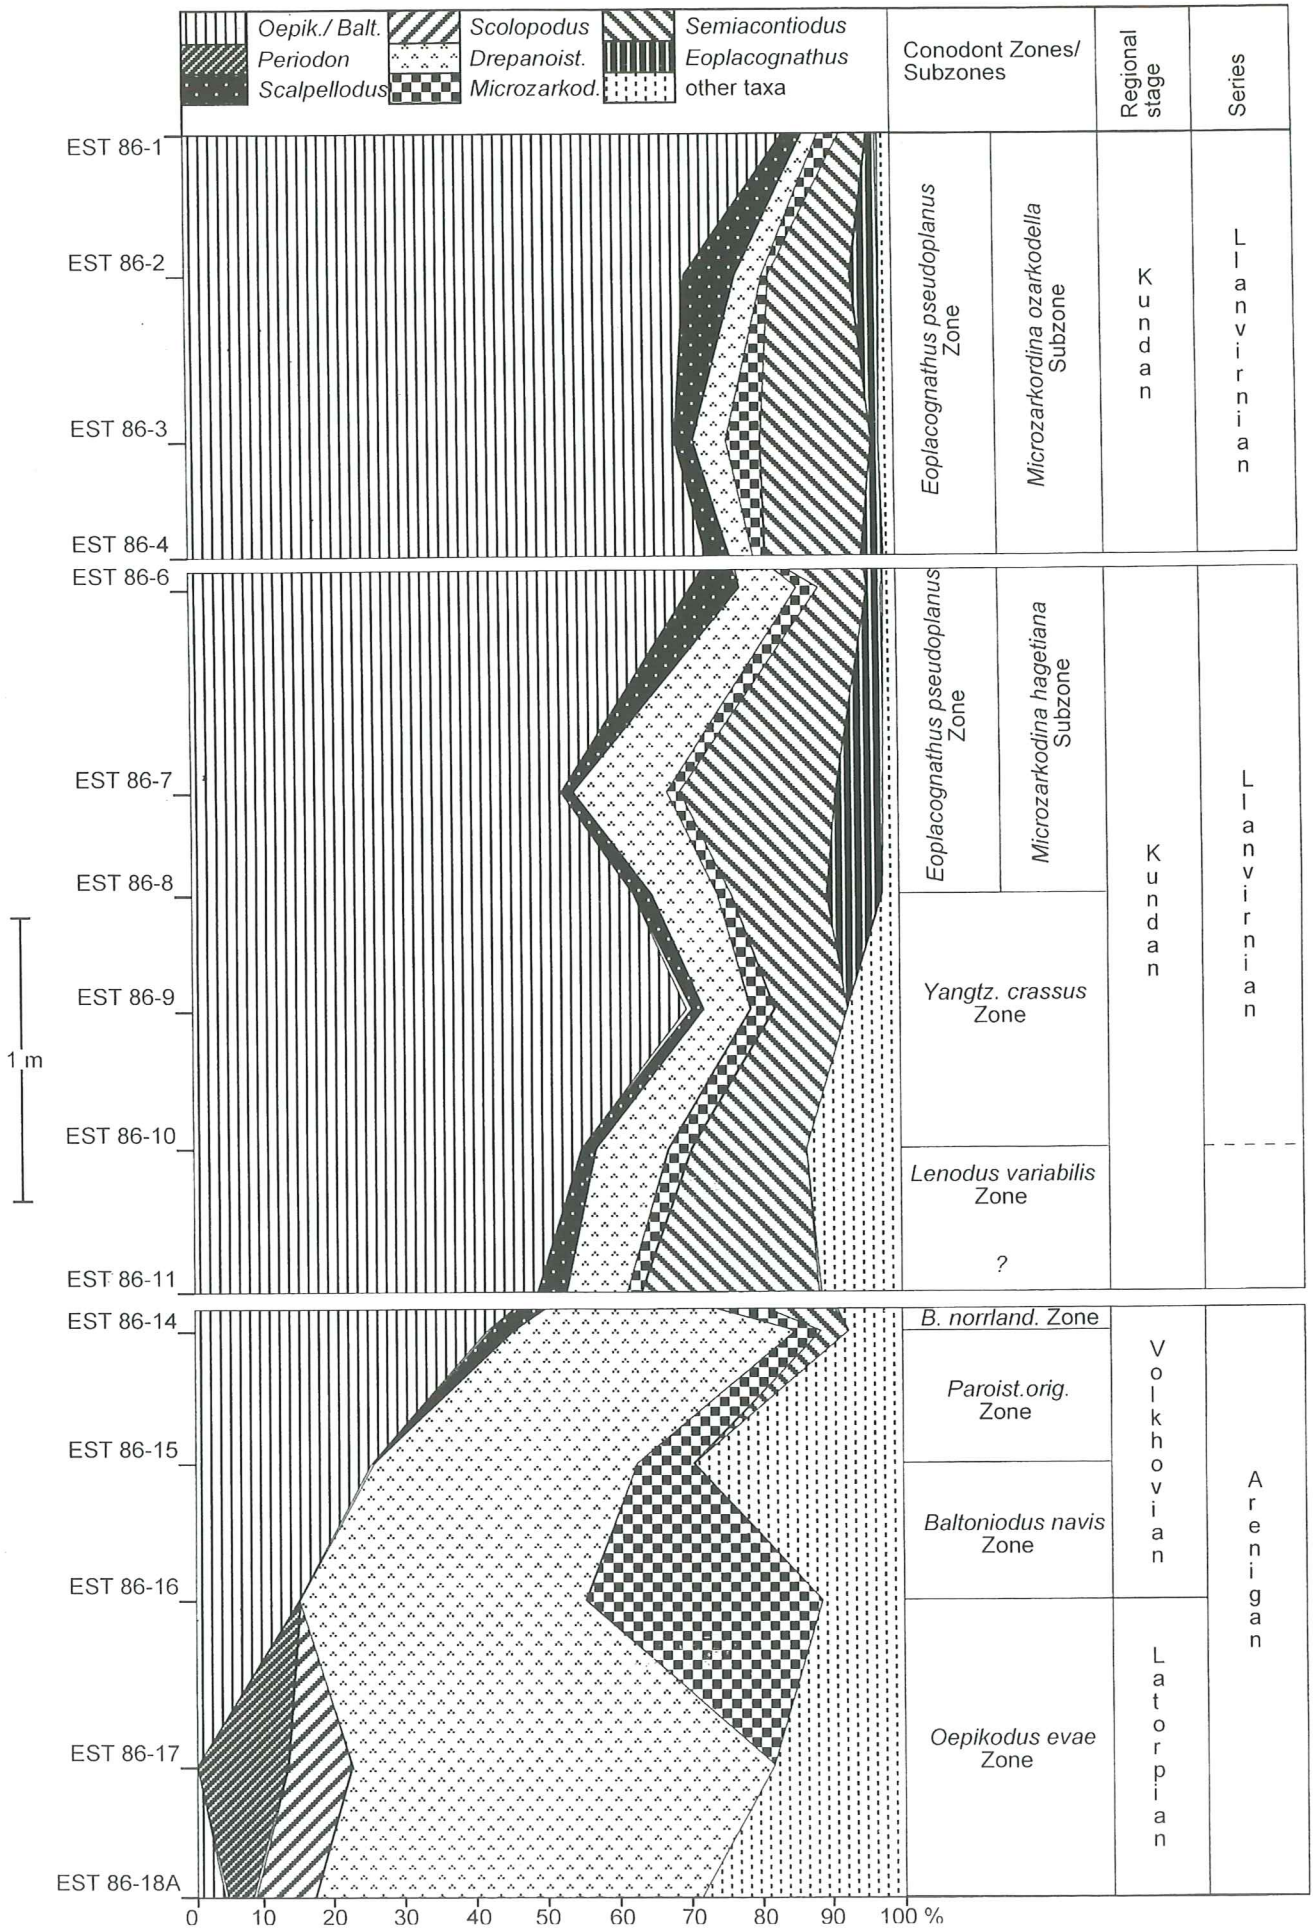 Oepik./ Balt.
Scolopodus
Semiacontiodus
Periodon
Drepanoist.
Eoplacognathus
Scalpellodus
Microzarkod.
other taxa
Conodont Zones/
Subzones
Regional
stage
Series
EST 86-1
EST 86-2
EST 86-3
EST 86-4
Eoplacognathus pseudoplanus
Zone
Microzarkordina ozarkodella
Subzone
Kundan
Llanvirnian
EST 86-6
EST 86-7
EST 86-8
EST 86-9
EST 86-10
EST 86-11
1 m
Eoplacognathus pseudoplanus
Zone
Microzarkodina hagetiana
Subzone
Yangtz. crassus
Zone
Lenodus variabilis
Zone
?
Kundan
Llanvirnian
EST 86-14
EST 86-15
EST 86-16
EST 86-17
EST 86-18A
B. norrland. Zone
Paroist.orig.
Zone
Baltoniodus navis
Zone
Oepikodus evae
Zone
Volkhovian
Latorpian
Arenigan
0 10 20 30 40 50 60 70 80 90 100 %